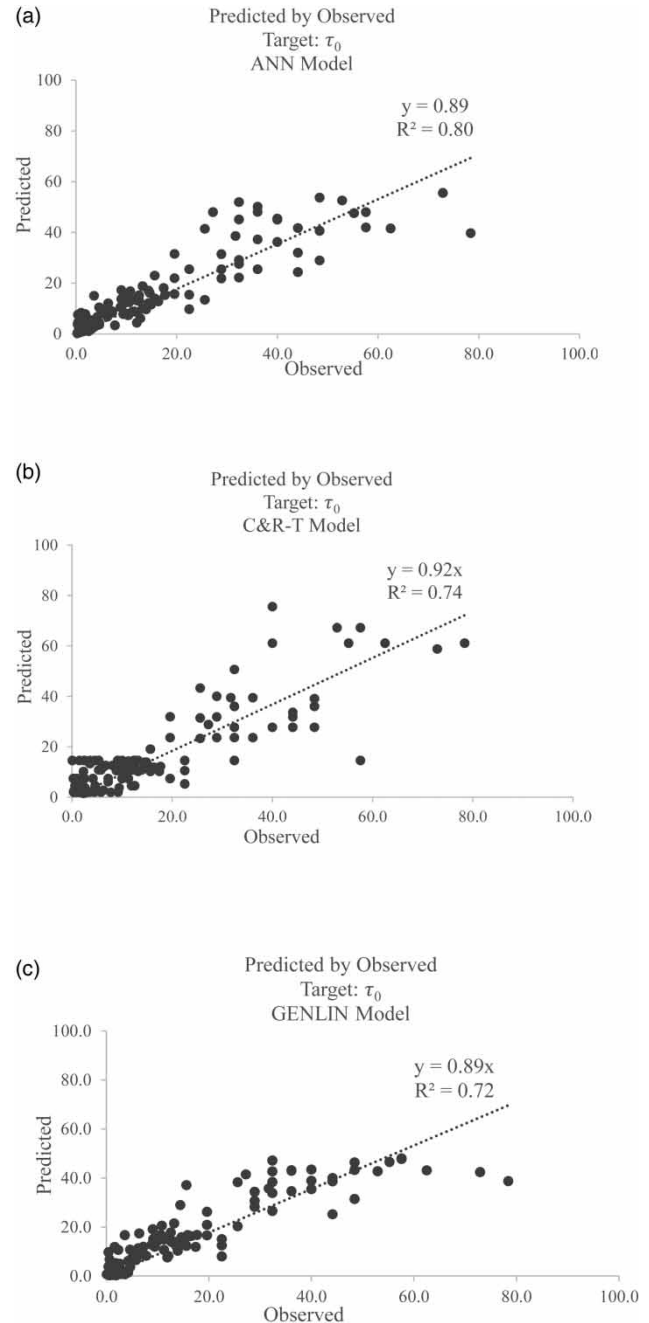 (a)
Predicted by Observed
Target: τ0
ANN Model
100
y = 0.89
R² = 0.80
80
60
Predicted
40
20
0
0.0 20.0 40.0 60.0 80.0 100.0
Observed
(b)
Predicted by Observed
Target: τ0
C&R-T Model
100
y = 0.92x
R² = 0.74
80
60
Predicted
40
20
0
0.0 20.0 40.0 60.0 80.0 100.0
Observed
(c)
Predicted by Observed
Target: τ0
GENLIN Model
100.0
y = 0.89x
R² = 0.72
80.0
60.0
Predicted
40.0
20.0
0.0
0.0 20.0 40.0 60.0 80.0 100.0
Observed